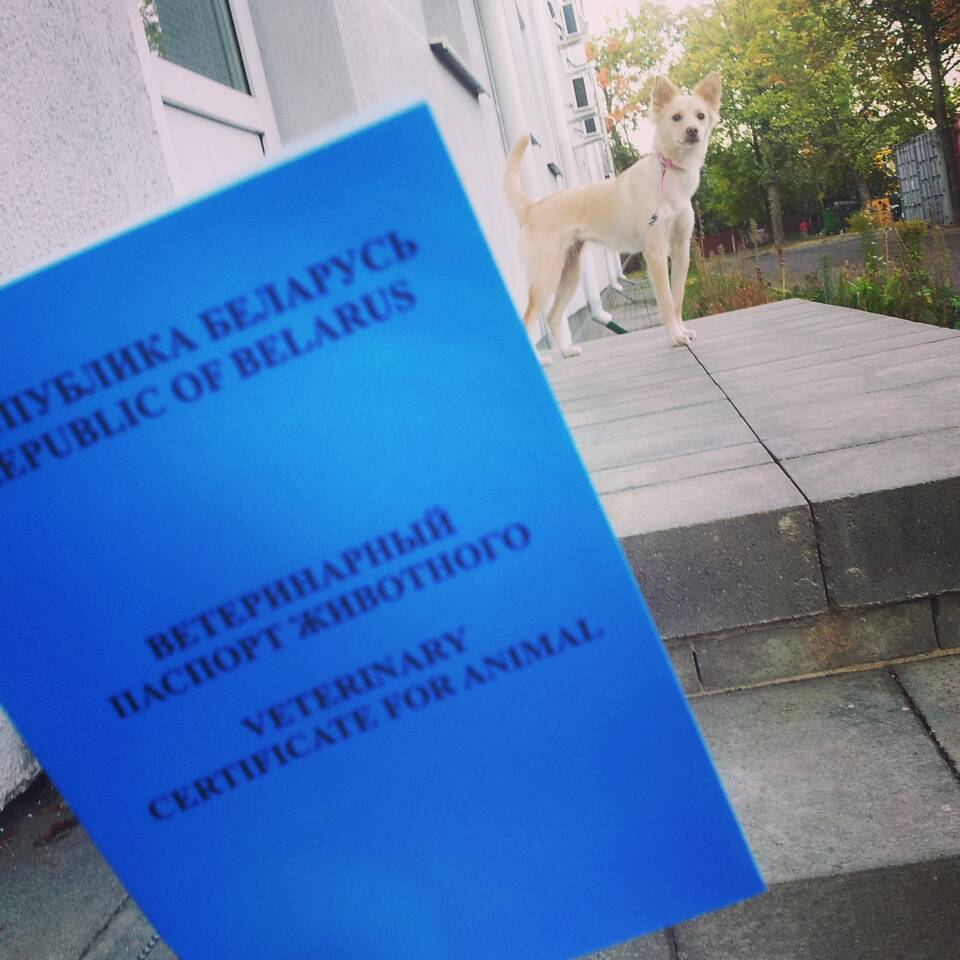 ПУБЛИКА БЕЛАРУСЬ
EPUBLIC OF BELARUS
ВЕТЕРИНАРНЫЙ
ПАСПОРТ ЖИВОТНОГО
VETERINARY
CERTIFICATE FOR ANIMAL